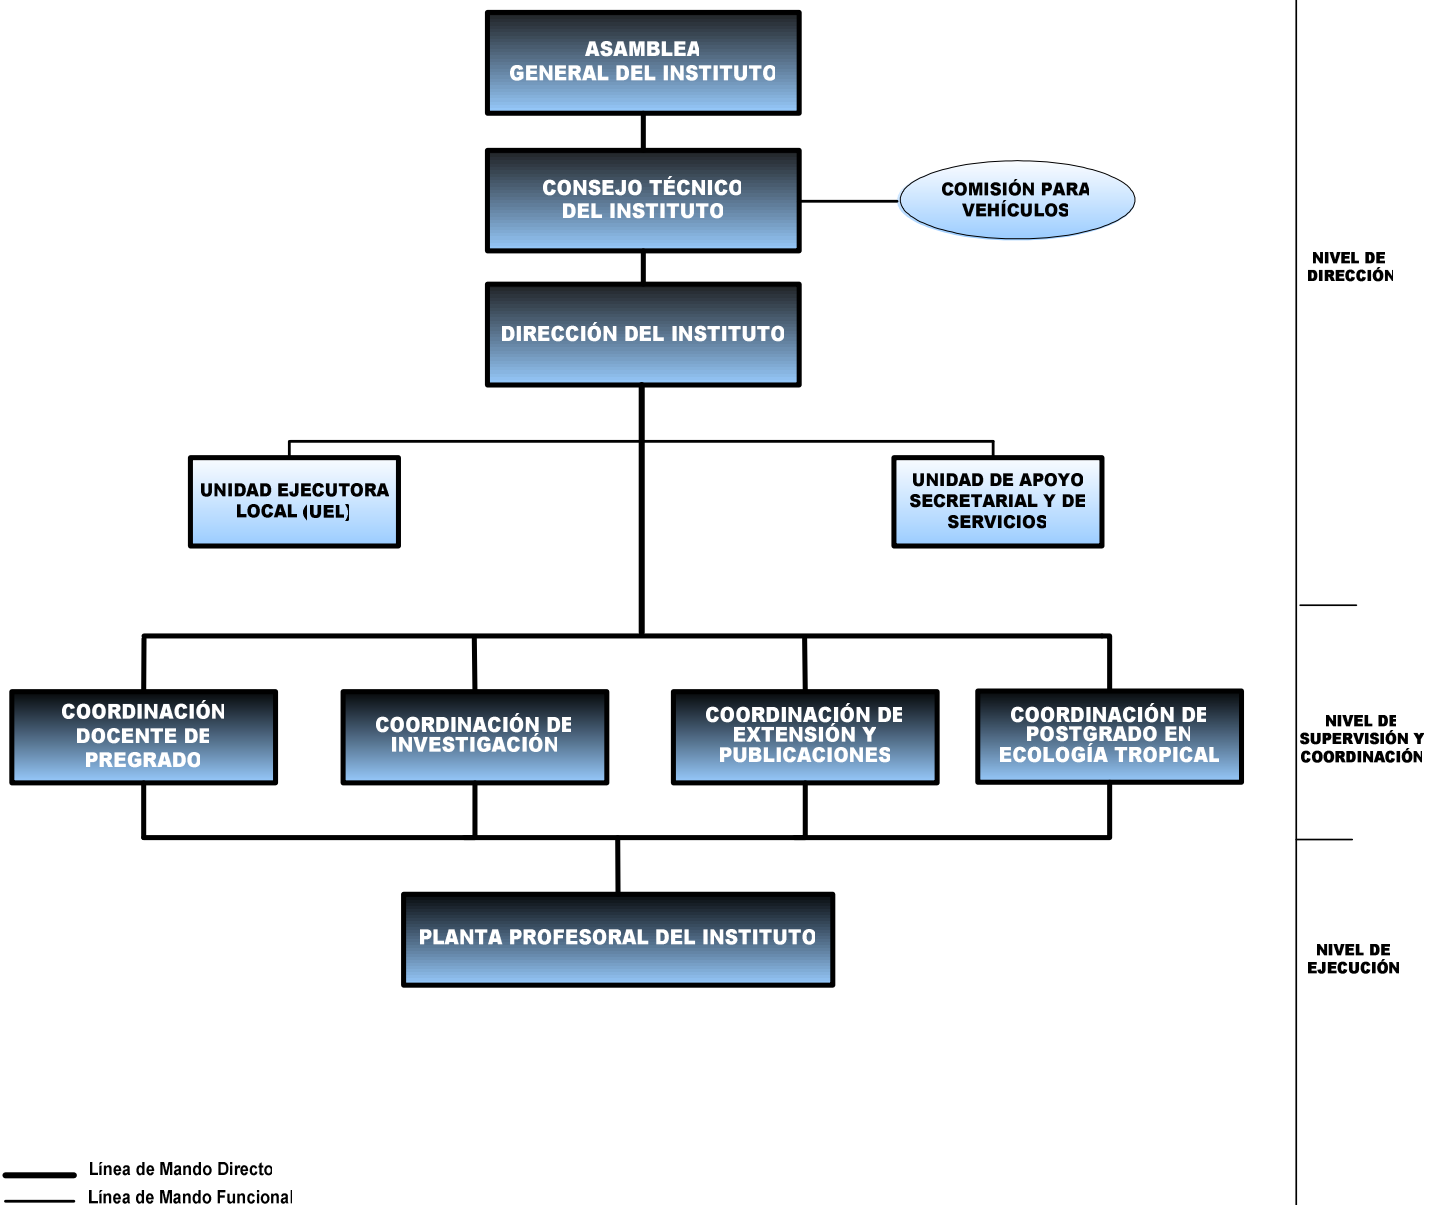 ASAMBLEA
GENERAL DEL INSTITUTO
CONSEJO TÉCNICO
DEL INSTITUTO
COMISIÓN PARA
VEHÍCULOS
NIVEL DE
DIRECCIÓN
DIRECCIÓN DEL INSTITUTO
UNIDAD EJECUTORA
LOCAL (UEL)
UNIDAD DE APOYO
SECRETARIAL Y DE
SERVICIOS
COORDINACIÓN
DOCENTE DE
PREGRADO
COORDINACIÓN DE
INVESTIGACIÓN
COORDINACIÓN DE
EXTENSIÓN Y
PUBLICACIONES
COORDINACIÓN DE
POSTGRADO EN
ECOLOGÍA TROPICAL
NIVEL DE
SUPERVISIÓN Y
COORDINACIÓN
PLANTA PROFESORAL DEL INSTITUTO
NIVEL DE
EJECUCIÓN
Línea de Mando Directo
Línea de Mando Funcional